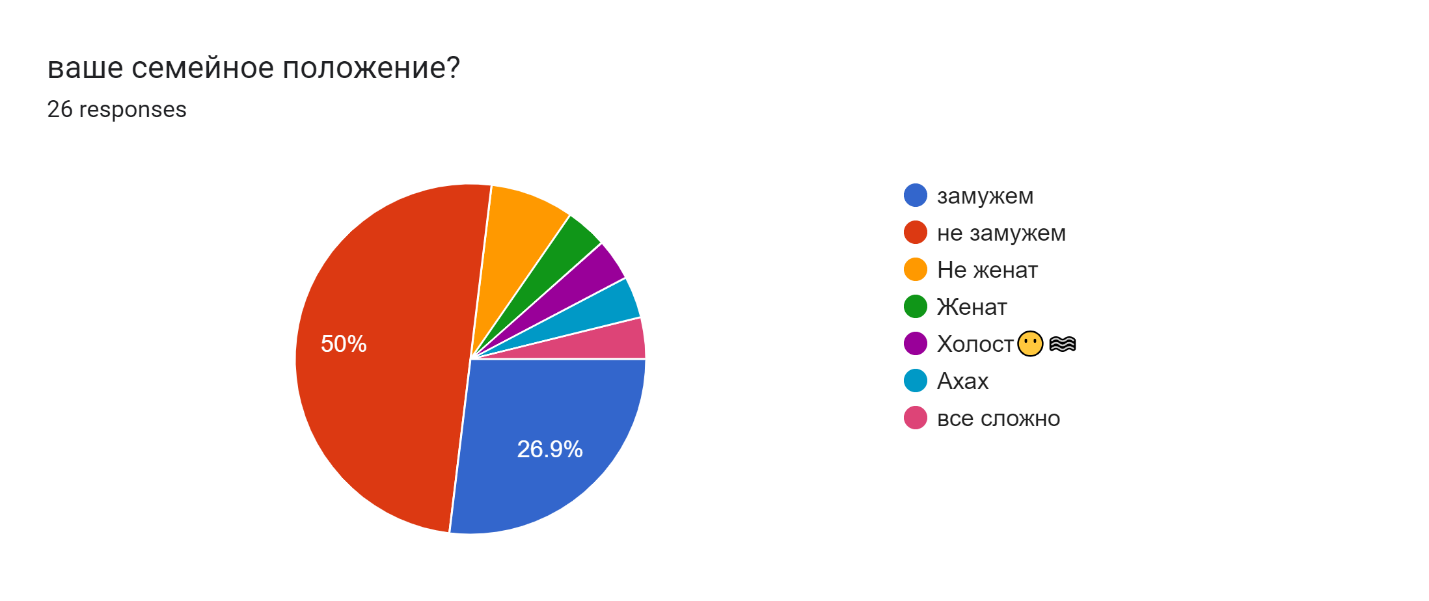 ваше семейное положение?
26 responses
50%
26.9%
замужем
не замужем
Не женат
Женат
Холост😶🌫
Ахах
все сложно